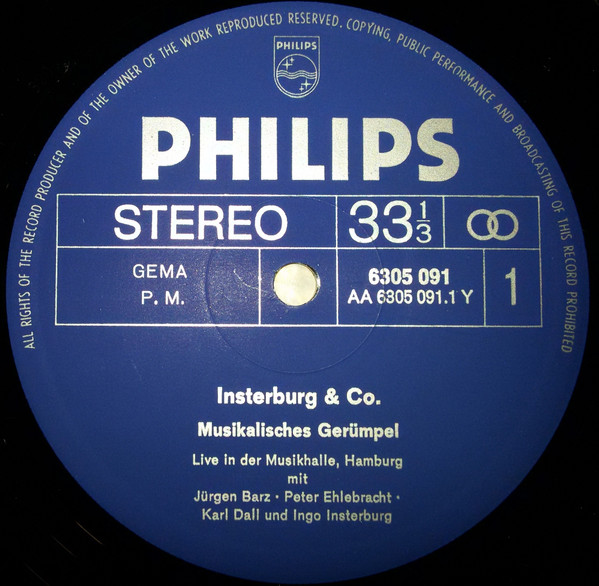 ALL RIGHTS OF THE RECORD PRODUCER AND OF THE OWNER OF THE WORK REPRODUCED RESERVED. COPYING, PUBLIC PERFORMANCE AND BROADCASTING OF THIS RECORD PROHIBITED
PHILIPS
PHILIPS
STEREO 33 1/3
GEMA 6305 091 1
P. M. AA 6305 091.1 Y
Insterburg & Co.
Musikalisches Gerümpel
Live in der Musikhalle, Hamburg
mit
Jürgen Barz · Peter Ehlebracht ·
Karl Dall und Ingo Insterburg